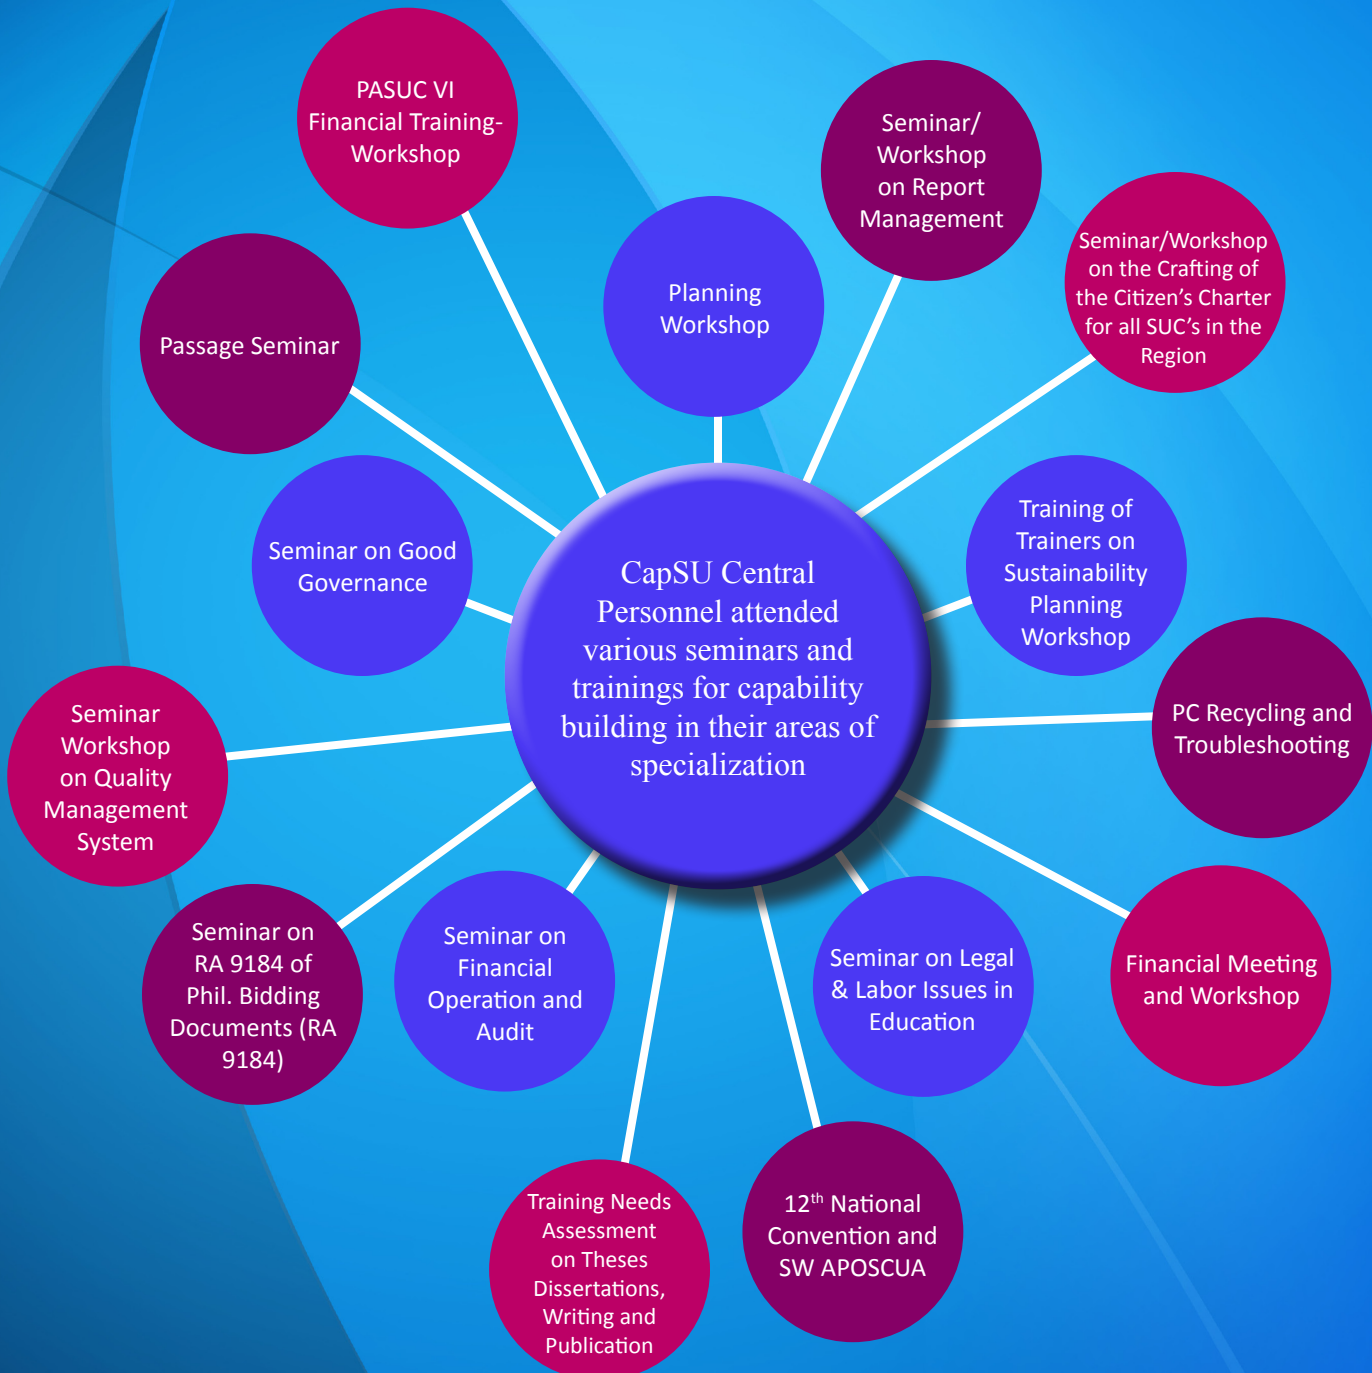 PASUC VI
Financial Training-
Workshop
Seminar/
Workshop
on Report
Management
Seminar/Workshop
on the Crafting of
the Citizen’s Charter
for all SUC’s in the
Region
Planning
Workshop
Passage Seminar
Seminar on Good
Governance
Training of
Trainers on
Sustainability
Planning
Workshop
CapSU Central
Personnel attended
various seminars and
trainings for capability
building in their areas of
specialization
PC Recycling and
Troubleshooting
Seminar
Workshop
on Quality
Management
System
Seminar on
RA 9184 of
Phil. Bidding
Documents (RA
9184)
Seminar on
Financial
Operation and
Audit
Seminar on Legal
& Labor Issues in
Education
Financial Meeting
and Workshop
Training Needs
Assessment
on Theses
Dissertations,
Writing and
Publication
12th National
Convention and
SW APOSCUA